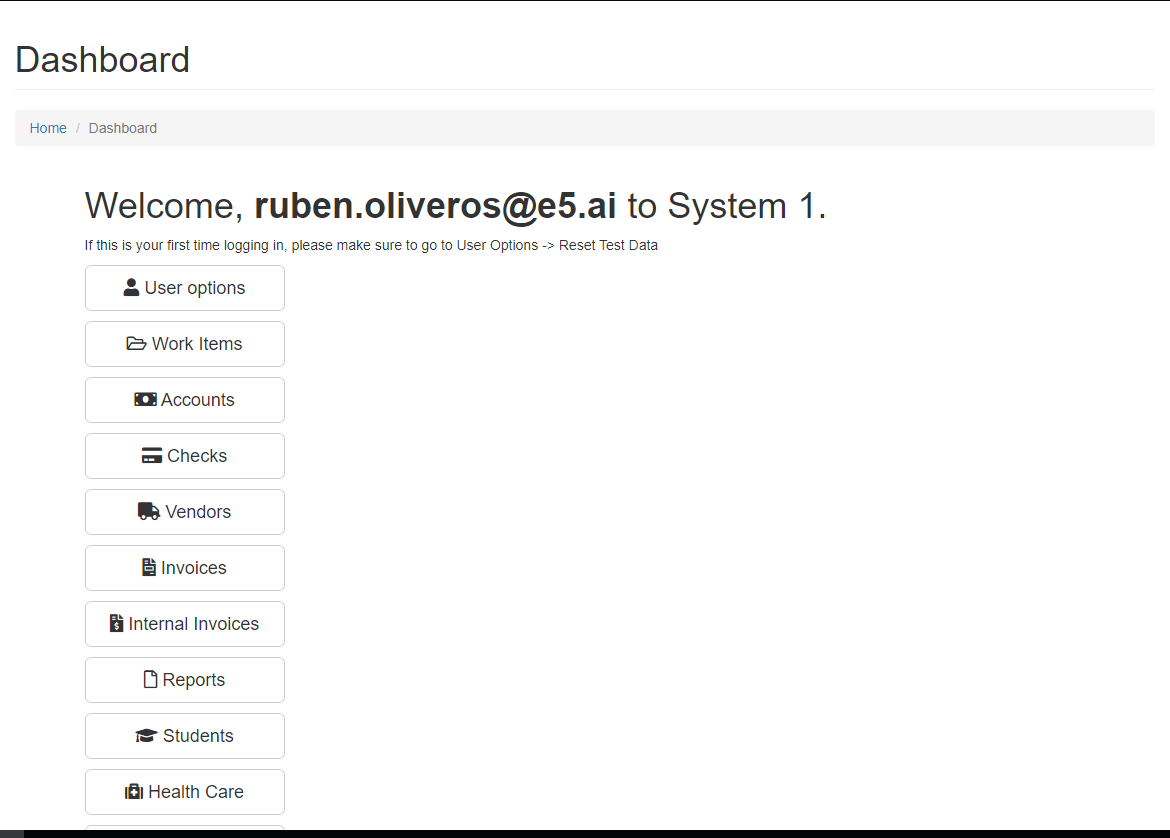 Dashboard
Home / Dashboard
Welcome, ruben.oliveros@e5.ai to System 1.
If this is your first time logging in, please make sure to go to User Options -> Reset Test Data
User options
Work Items
Accounts
Checks
Vendors
Invoices
Internal Invoices
Reports
Students
Health Care